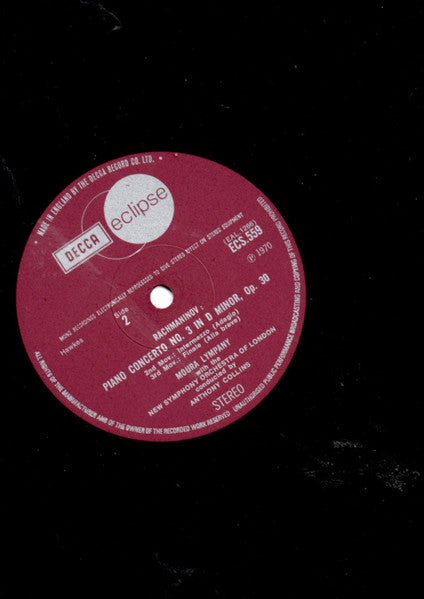 • MADE IN ENGLAND BY THE DECCA RECORD CO. LTD. •
DECCA
eclipse
MONO RECORDINGS ELECTRONICALLY REPROCESSED TO GIVE STEREO EFFECT ON STEREO EQUIPMENT
(EAL 1266)
ECS.559
℗ 1970
Side
2
Hawkes
RACHMANINOV:
PIANO CONCERTO NO. 3 IN D MINOR, Op. 30
2nd Mov.: Intermezzo (Adagio)
3rd Mov.: Finale (Alla breve)
MOURA LYMPANY
with the
NEW SYMPHONY ORCHESTRA OF LONDON
conducted by
ANTHONY COLLINS
STEREO
ALL RIGHTS OF THE MANUFACTURER AND OF THE OWNER OF THE RECORDED WORK RESERVED UNAUTHORISED PUBLIC PERFORMANCE BROADCASTING AND COPYING OF THIS RECORD PROHIBITED